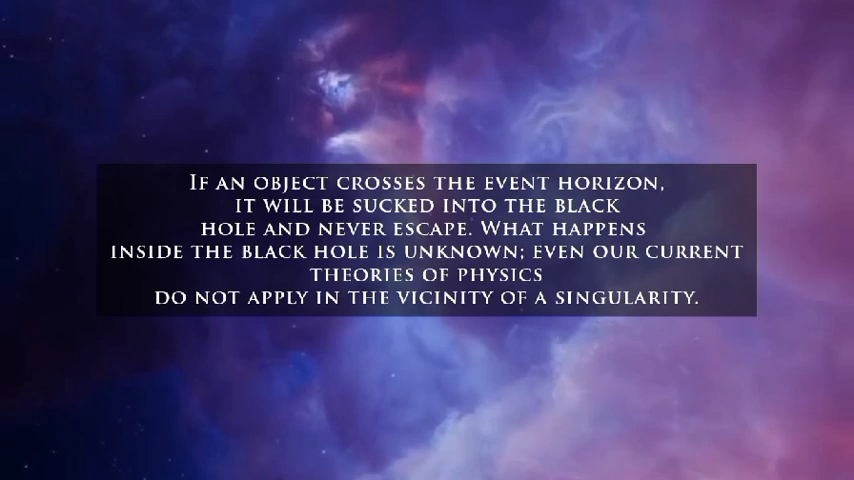 If an object crosses the event horizon,
it will be sucked into the black
hole and never escape. What happens
inside the black hole is unknown; even our current
theories of physics
do not apply in the vicinity of a singularity.